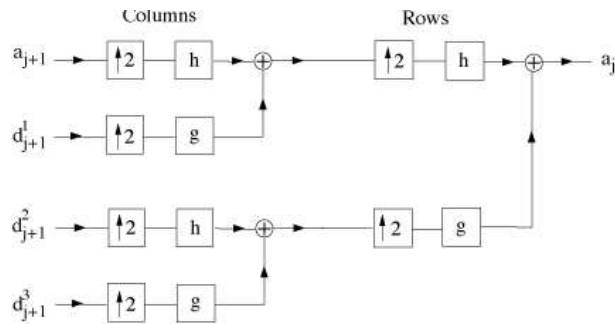 Columns Rows
a_{j+1} ↑2 h + ↑2 h + a_j
d^1_{j+1} ↑2 g
d^2_{j+1} ↑2 h + ↑2 g
d^3_{j+1} ↑2 g